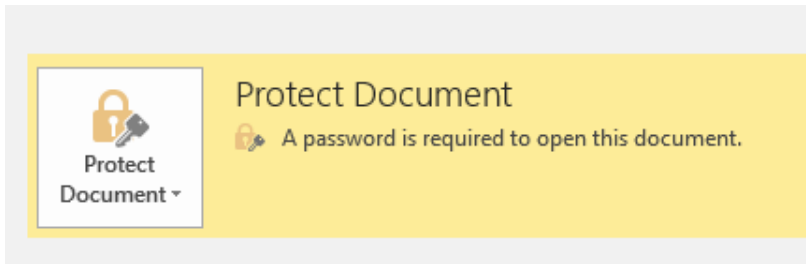 Protect Document
A password is required to open this document.
Protect
Document